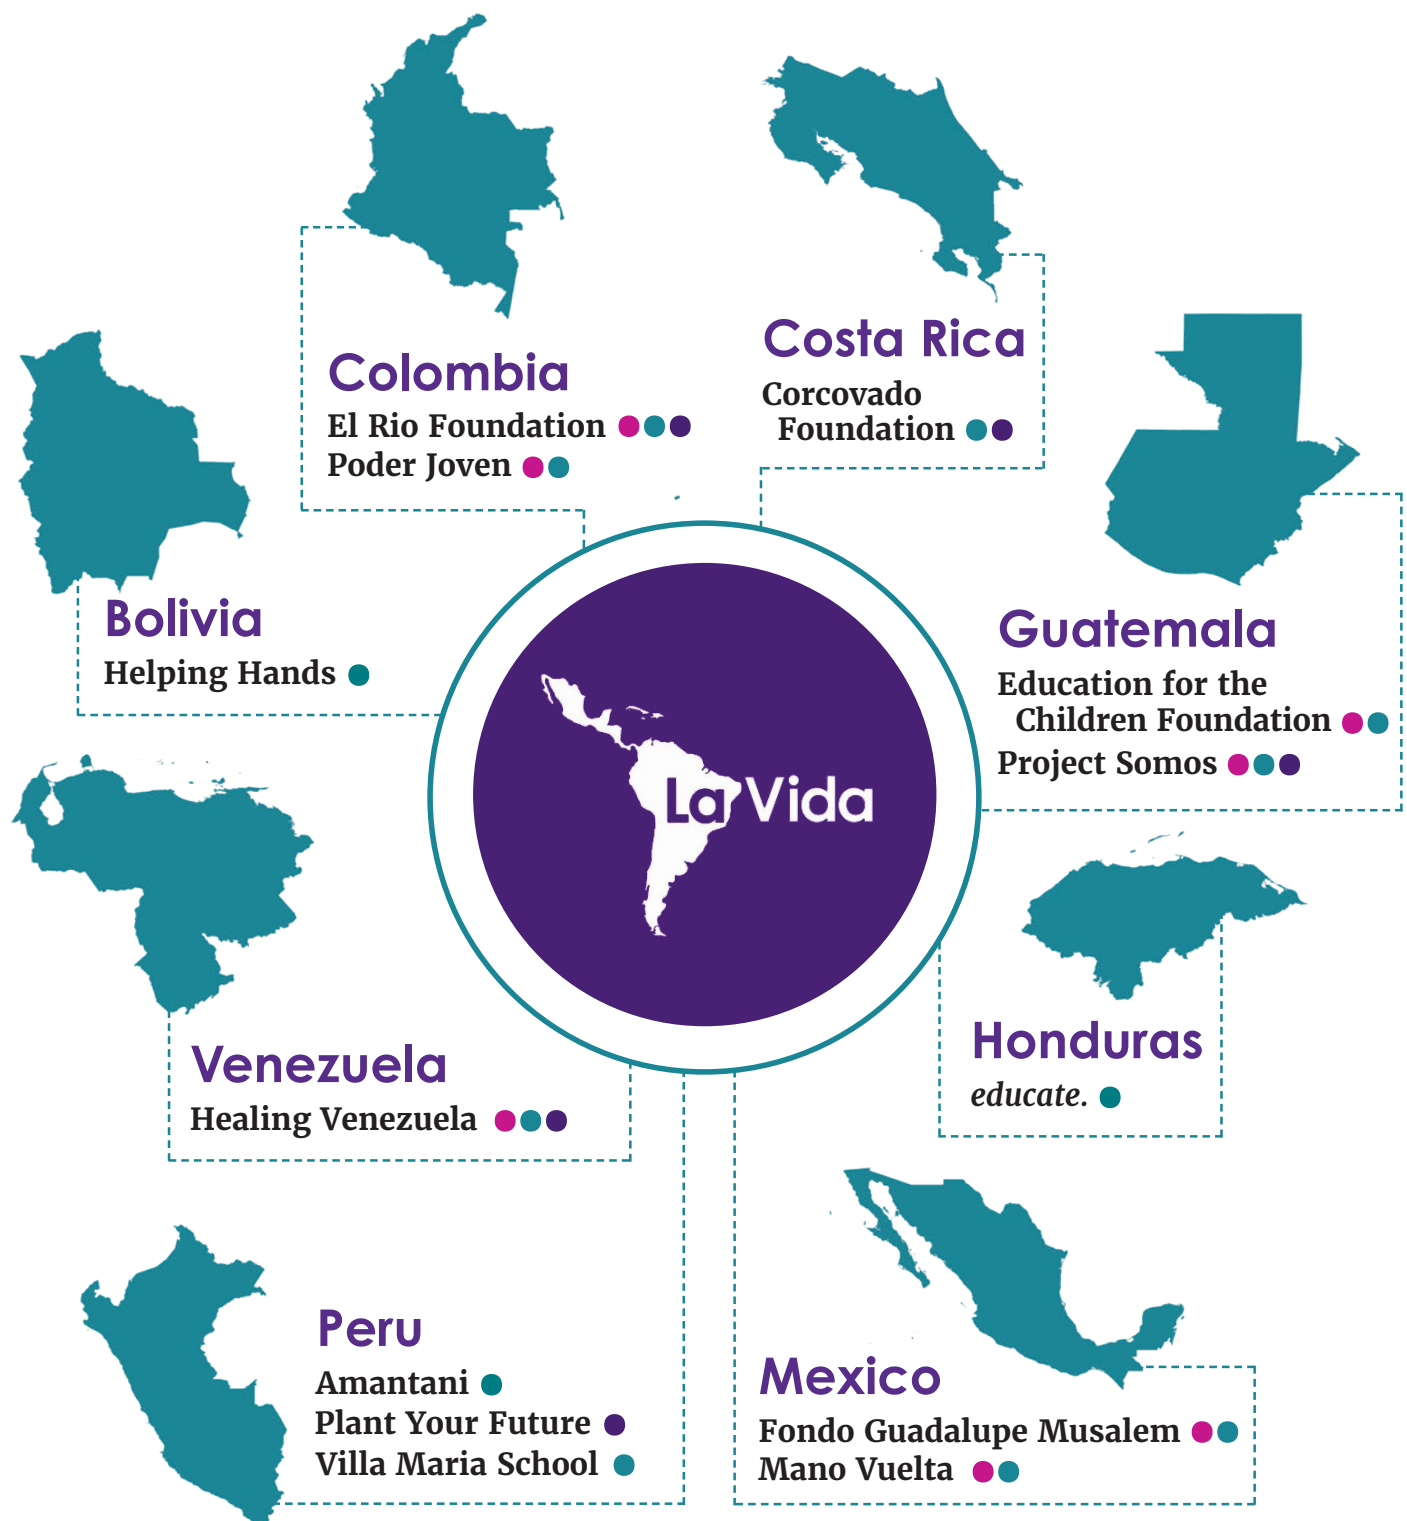 Colombia
El Rio Foundation
Poder Joven
Costa Rica
Corcovado
Foundation
Bolivia
Helping Hands
Guatemala
Education for the
Children Foundation
Project Somos
La Vida
Venezuela
Healing Venezuela
Honduras
educate.
Peru
Amantani
Plant Your Future
Villa Maria School
Mexico
Fondo Guadalupe Musalem
Mano Vuelta